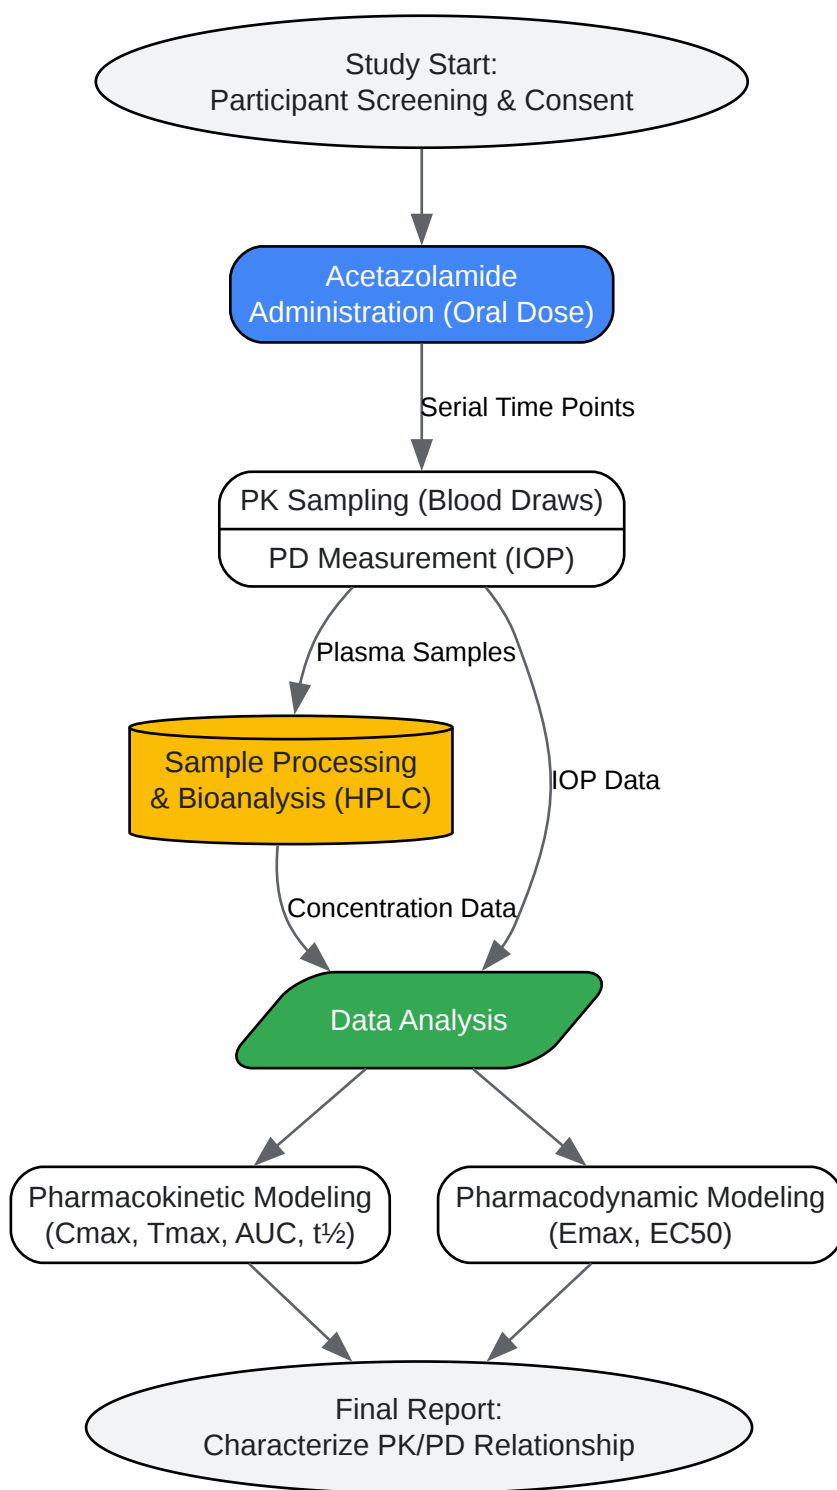 Study Start:
Participant Screening & Consent
Acetazolamide
Administration (Oral Dose)
Serial Time Points
PK Sampling (Blood Draws)
PD Measurement (IOP)
Plasma Samples
Sample Processing
& Bioanalysis (HPLC)
IOP Data
Concentration Data
Data Analysis
Pharmacokinetic Modeling
(Cmax, Tmax, AUC, t½)
Pharmacodynamic Modeling
(Emax, EC50)
Final Report:
Characterize PK/PD Relationship